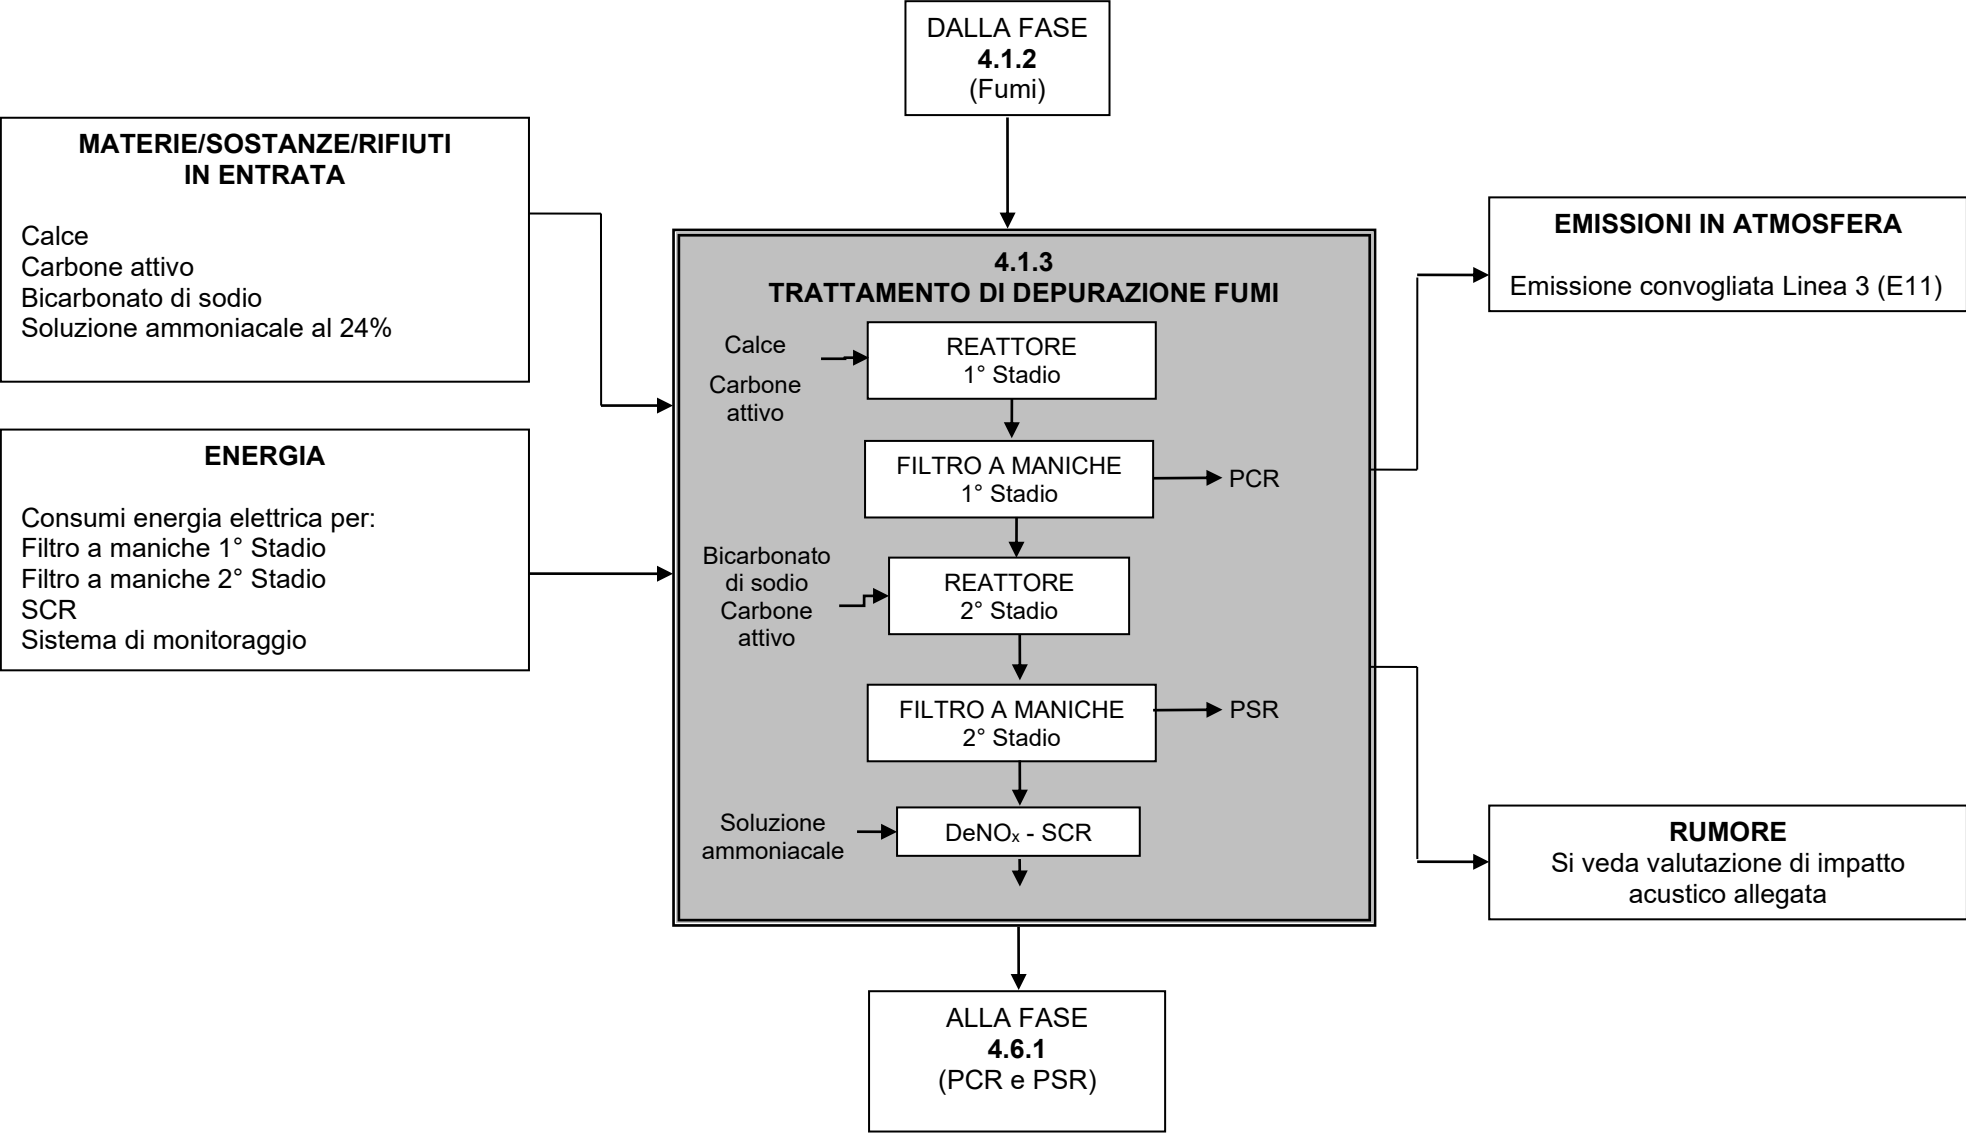 DALLA FASE
4.1.2
(Fumi)
MATERIE/SOSTANZE/RIFIUTI
IN ENTRATA
Calce
Carbone attivo
Bicarbonato di sodio
Soluzione ammoniacale al 24%
ENERGIA
Consumi energia elettrica per:
Filtro a maniche 1° Stadio
Filtro a maniche 2° Stadio
SCR
Sistema di monitoraggio
4.1.3
TRATTAMENTO DI DEPURAZIONE FUMI
Calce
Carbone
attivo
REATTORE
1° Stadio
FILTRO A MANICHE
1° Stadio
PCR
Bicarbonato
di sodio
Carbone
attivo
REATTORE
2° Stadio
FILTRO A MANICHE
2° Stadio
PSR
Soluzione
ammoniacale
DeNOₓ - SCR
EMISSIONI IN ATMOSFERA
Emissione convogliata Linea 3 (E11)
RUMORE
Si veda valutazione di impatto
acustico allegata
ALLA FASE
4.6.1
(PCR e PSR)